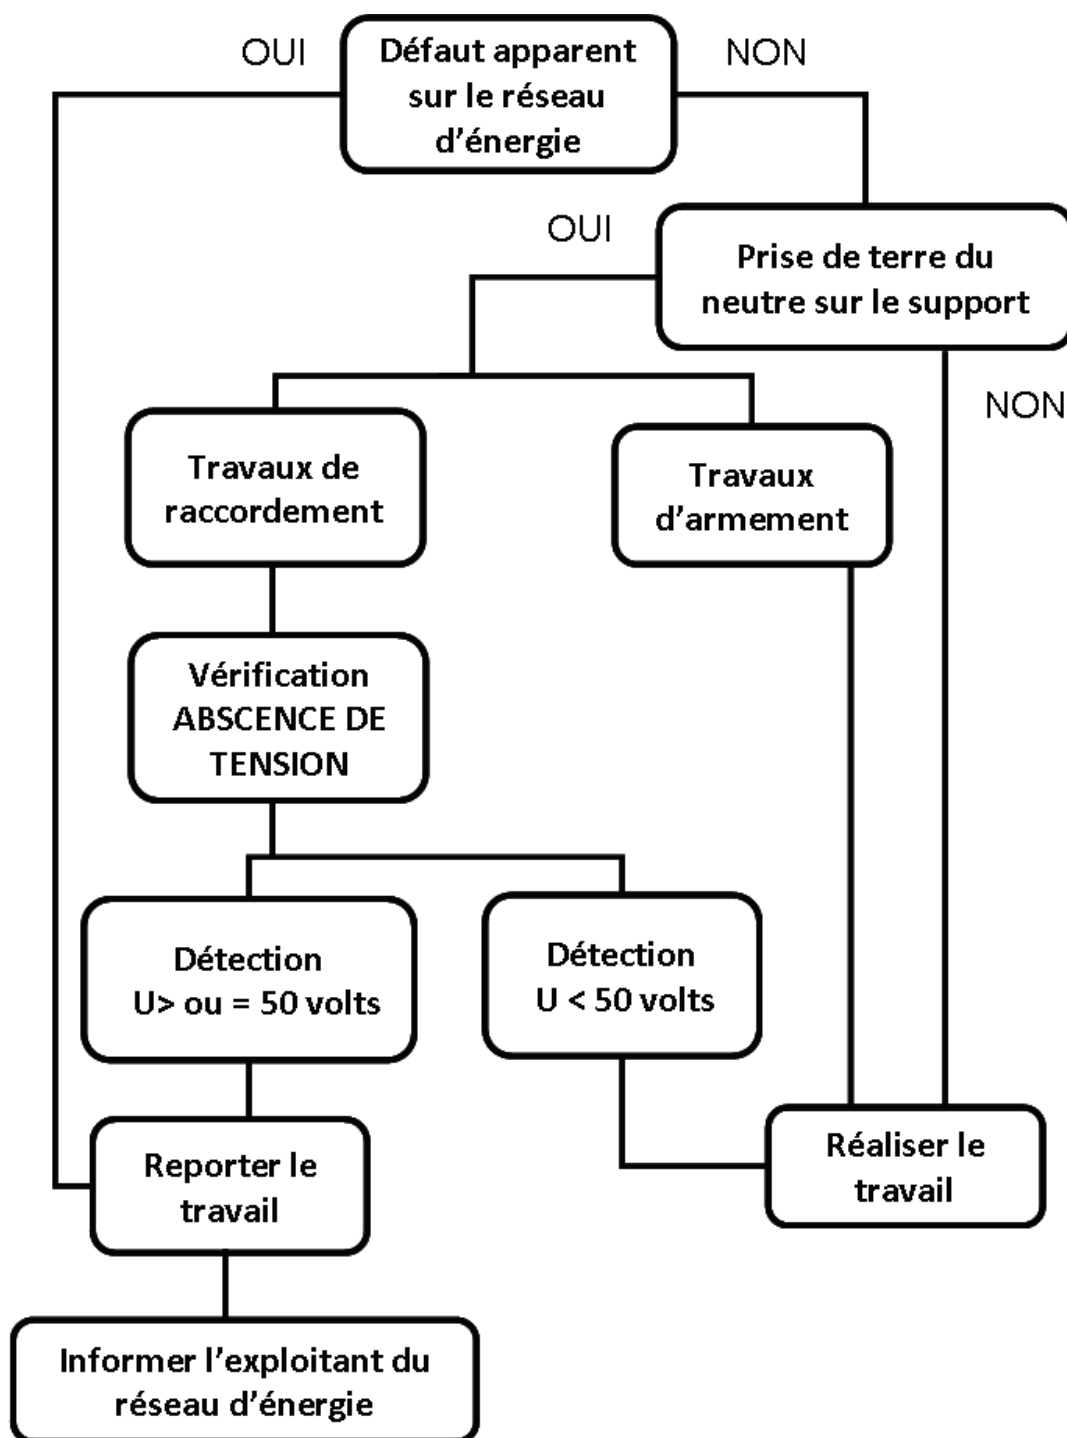 OUI
Défaut apparent
sur le réseau
d'énergie
NON
OUI
Prise de terre du
neutre sur le support
NON
Travaux de
raccordement
Travaux
d'armement
Vérification
ABSCENCE DE
TENSION
Détection
U> ou = 50 volts
Détection
U < 50 volts
Reporter le
travail
Réaliser le
travail
Informer l'exploitant du
réseau d'énergie